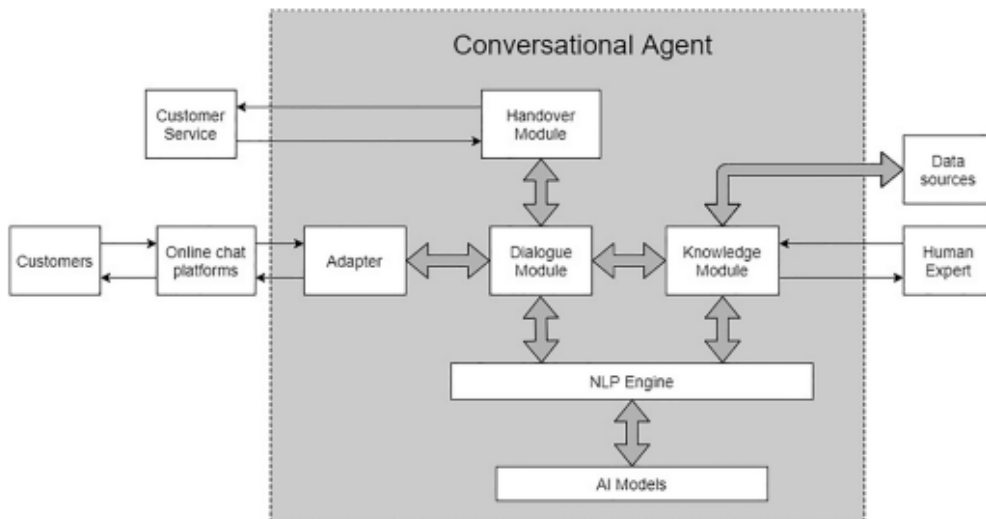 Conversational Agent
Customer
Service
Handover
Module
Data
sources
Customers
Online chat
platforms
Adapter
Dialogue
Module
Knowledge
Module
Human
Expert
NLP Engine
AI Models